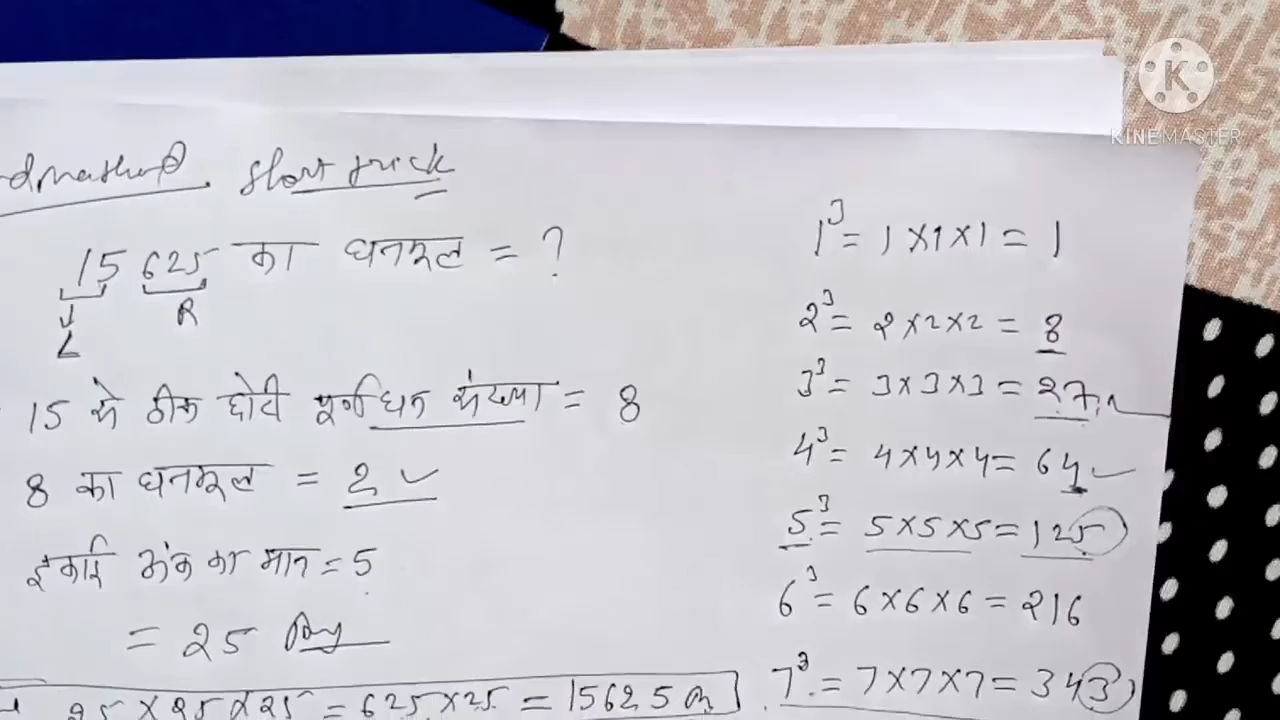 short trick
15 625 का घनमूल = ?
L R
15 से ठीक छोटी पूर्ण घन संख्या = 8
8 का घनमूल = 2 ✓
इकाई अंक का मान = 5
= 25 Ans
25 × 25 × 25 = 625 × 25 = 15625
1³ = 1 × 1 × 1 = 1
2³ = 2 × 2 × 2 = 8
3³ = 3 × 3 × 3 = 27
4³ = 4 × 4 × 4 = 64 ✓
5³ = 5 × 5 × 5 = 125
6³ = 6 × 6 × 6 = 216
7³ = 7 × 7 × 7 = 343
K
KINEMASTER